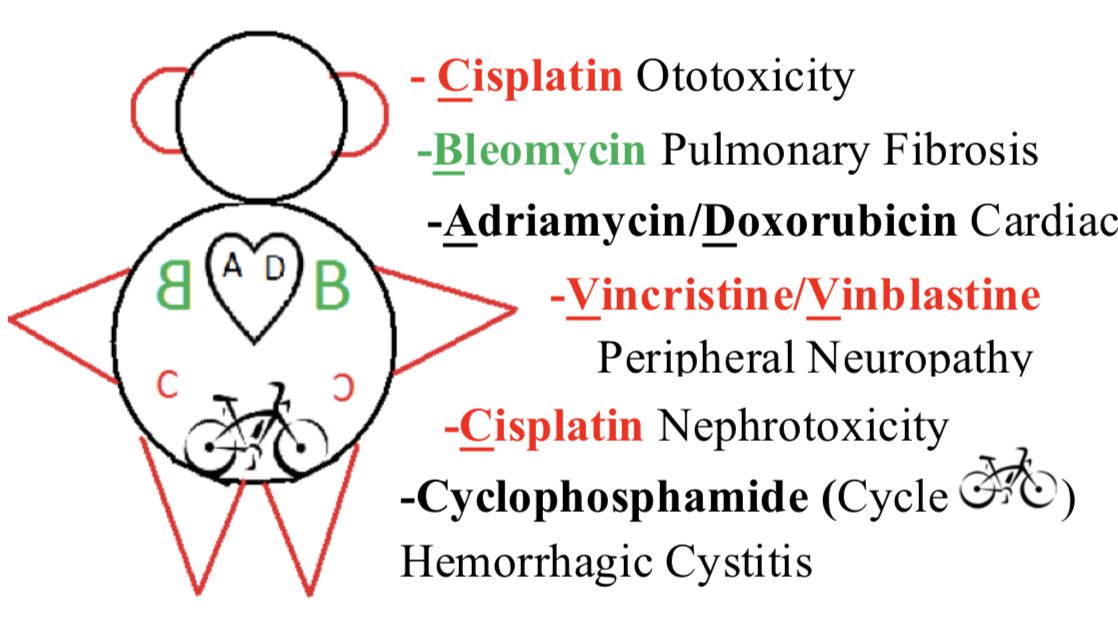 - Cisplatin Ototoxicity
-Bleomycin Pulmonary Fibrosis
-Adriamycin/Doxorubicin Cardiac
A D
B B
-Vincristine/Vinblastine
Peripheral Neuropathy
C C
-Cisplatin Nephrotoxicity
-Cyclophosphamide (Cycle )
Hemorrhagic Cystitis